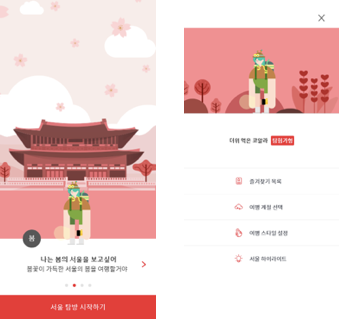 봄
나는 봄의 서울을 보고싶어
봄꽃이 가득한 서울의 봄을 여행할거야
서울 탐방 시작하기
더위 먹은 코알라 탐험가형
즐겨찾기 목록
여행 계절 선택
여행 스타일 설정
서울 하이라이트